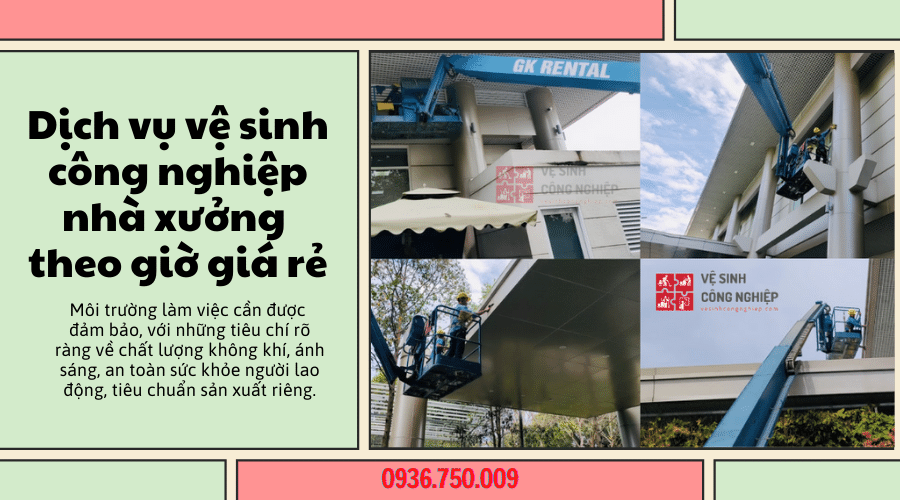 Dịch vụ vệ sinh
công nghiệp
nhà xưởng
theo giờ giá rẻ
Môi trường làm việc cần được
đảm bảo, với những tiêu chí rõ
ràng về chất lượng không khí, ánh
sáng, an toàn sức khỏe người lao
động, tiêu chuẩn sản xuất riêng.
GK RENTAL
VỆ SINH
CÔNG NGHIỆP
VỆ SINH
CÔNG NGHIỆP
vesinhcongnghiep.com
0936.750.009